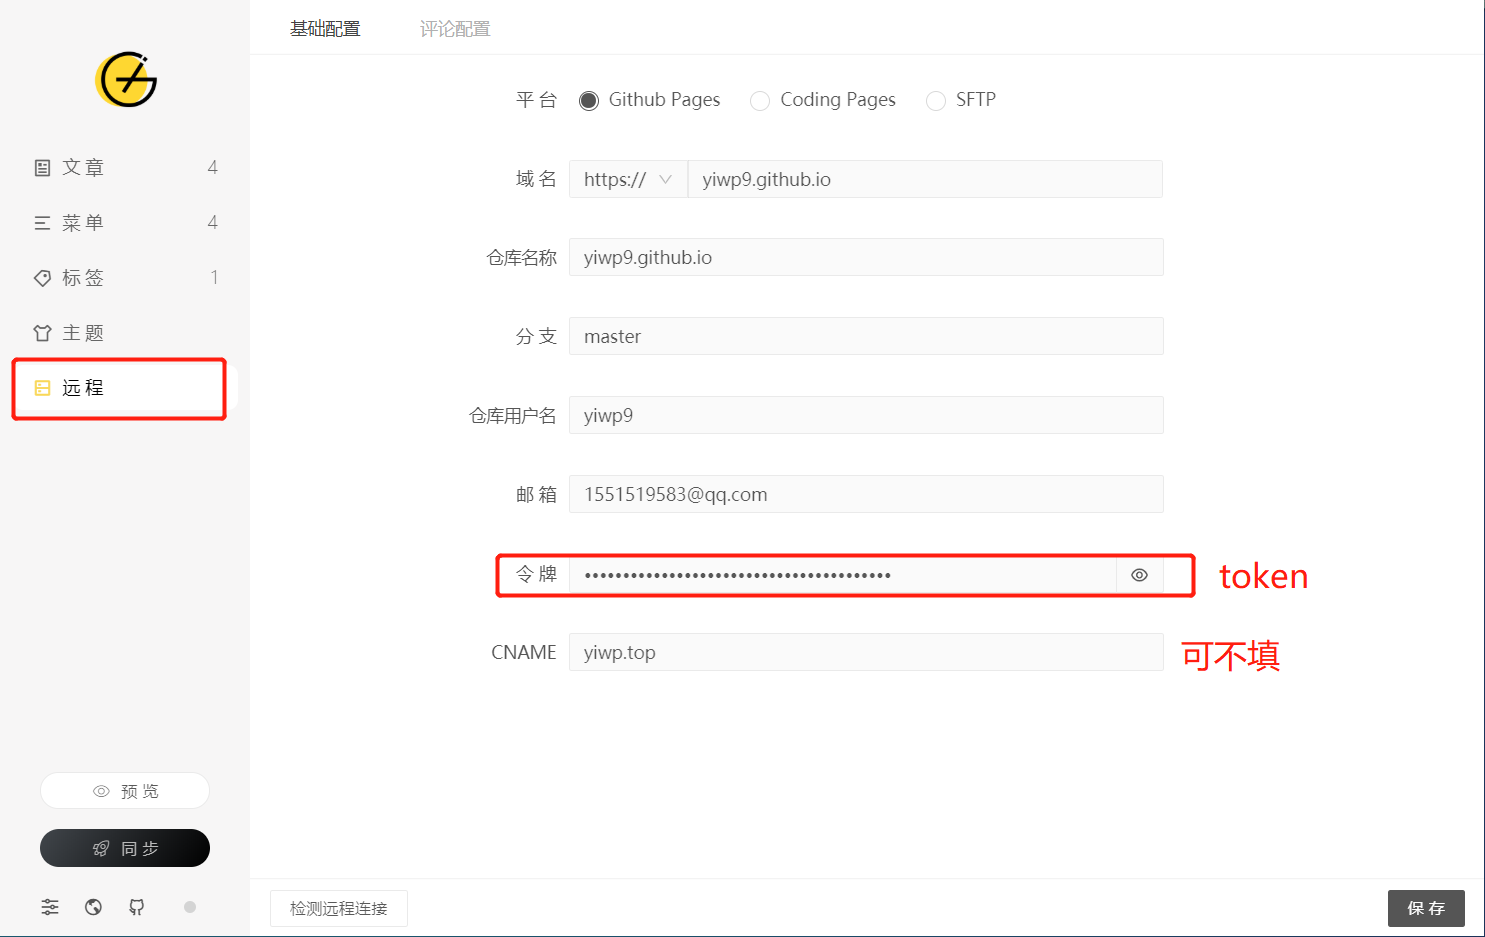 基础配置 评论配置
平台 Github Pages Coding Pages SFTP
文章 4
域名 https:// yiwp9.github.io
菜单 4
仓库名称 yiwp9.github.io
标签 1
主题
分支 master
远程
仓库用户名 yiwp9
邮箱 1551519583@qq.com
令牌 •••••••••••••••••••••••••••••••••••••••• token
CNAME yiwp.top 可不填
预览
同步
检测远程连接 保存